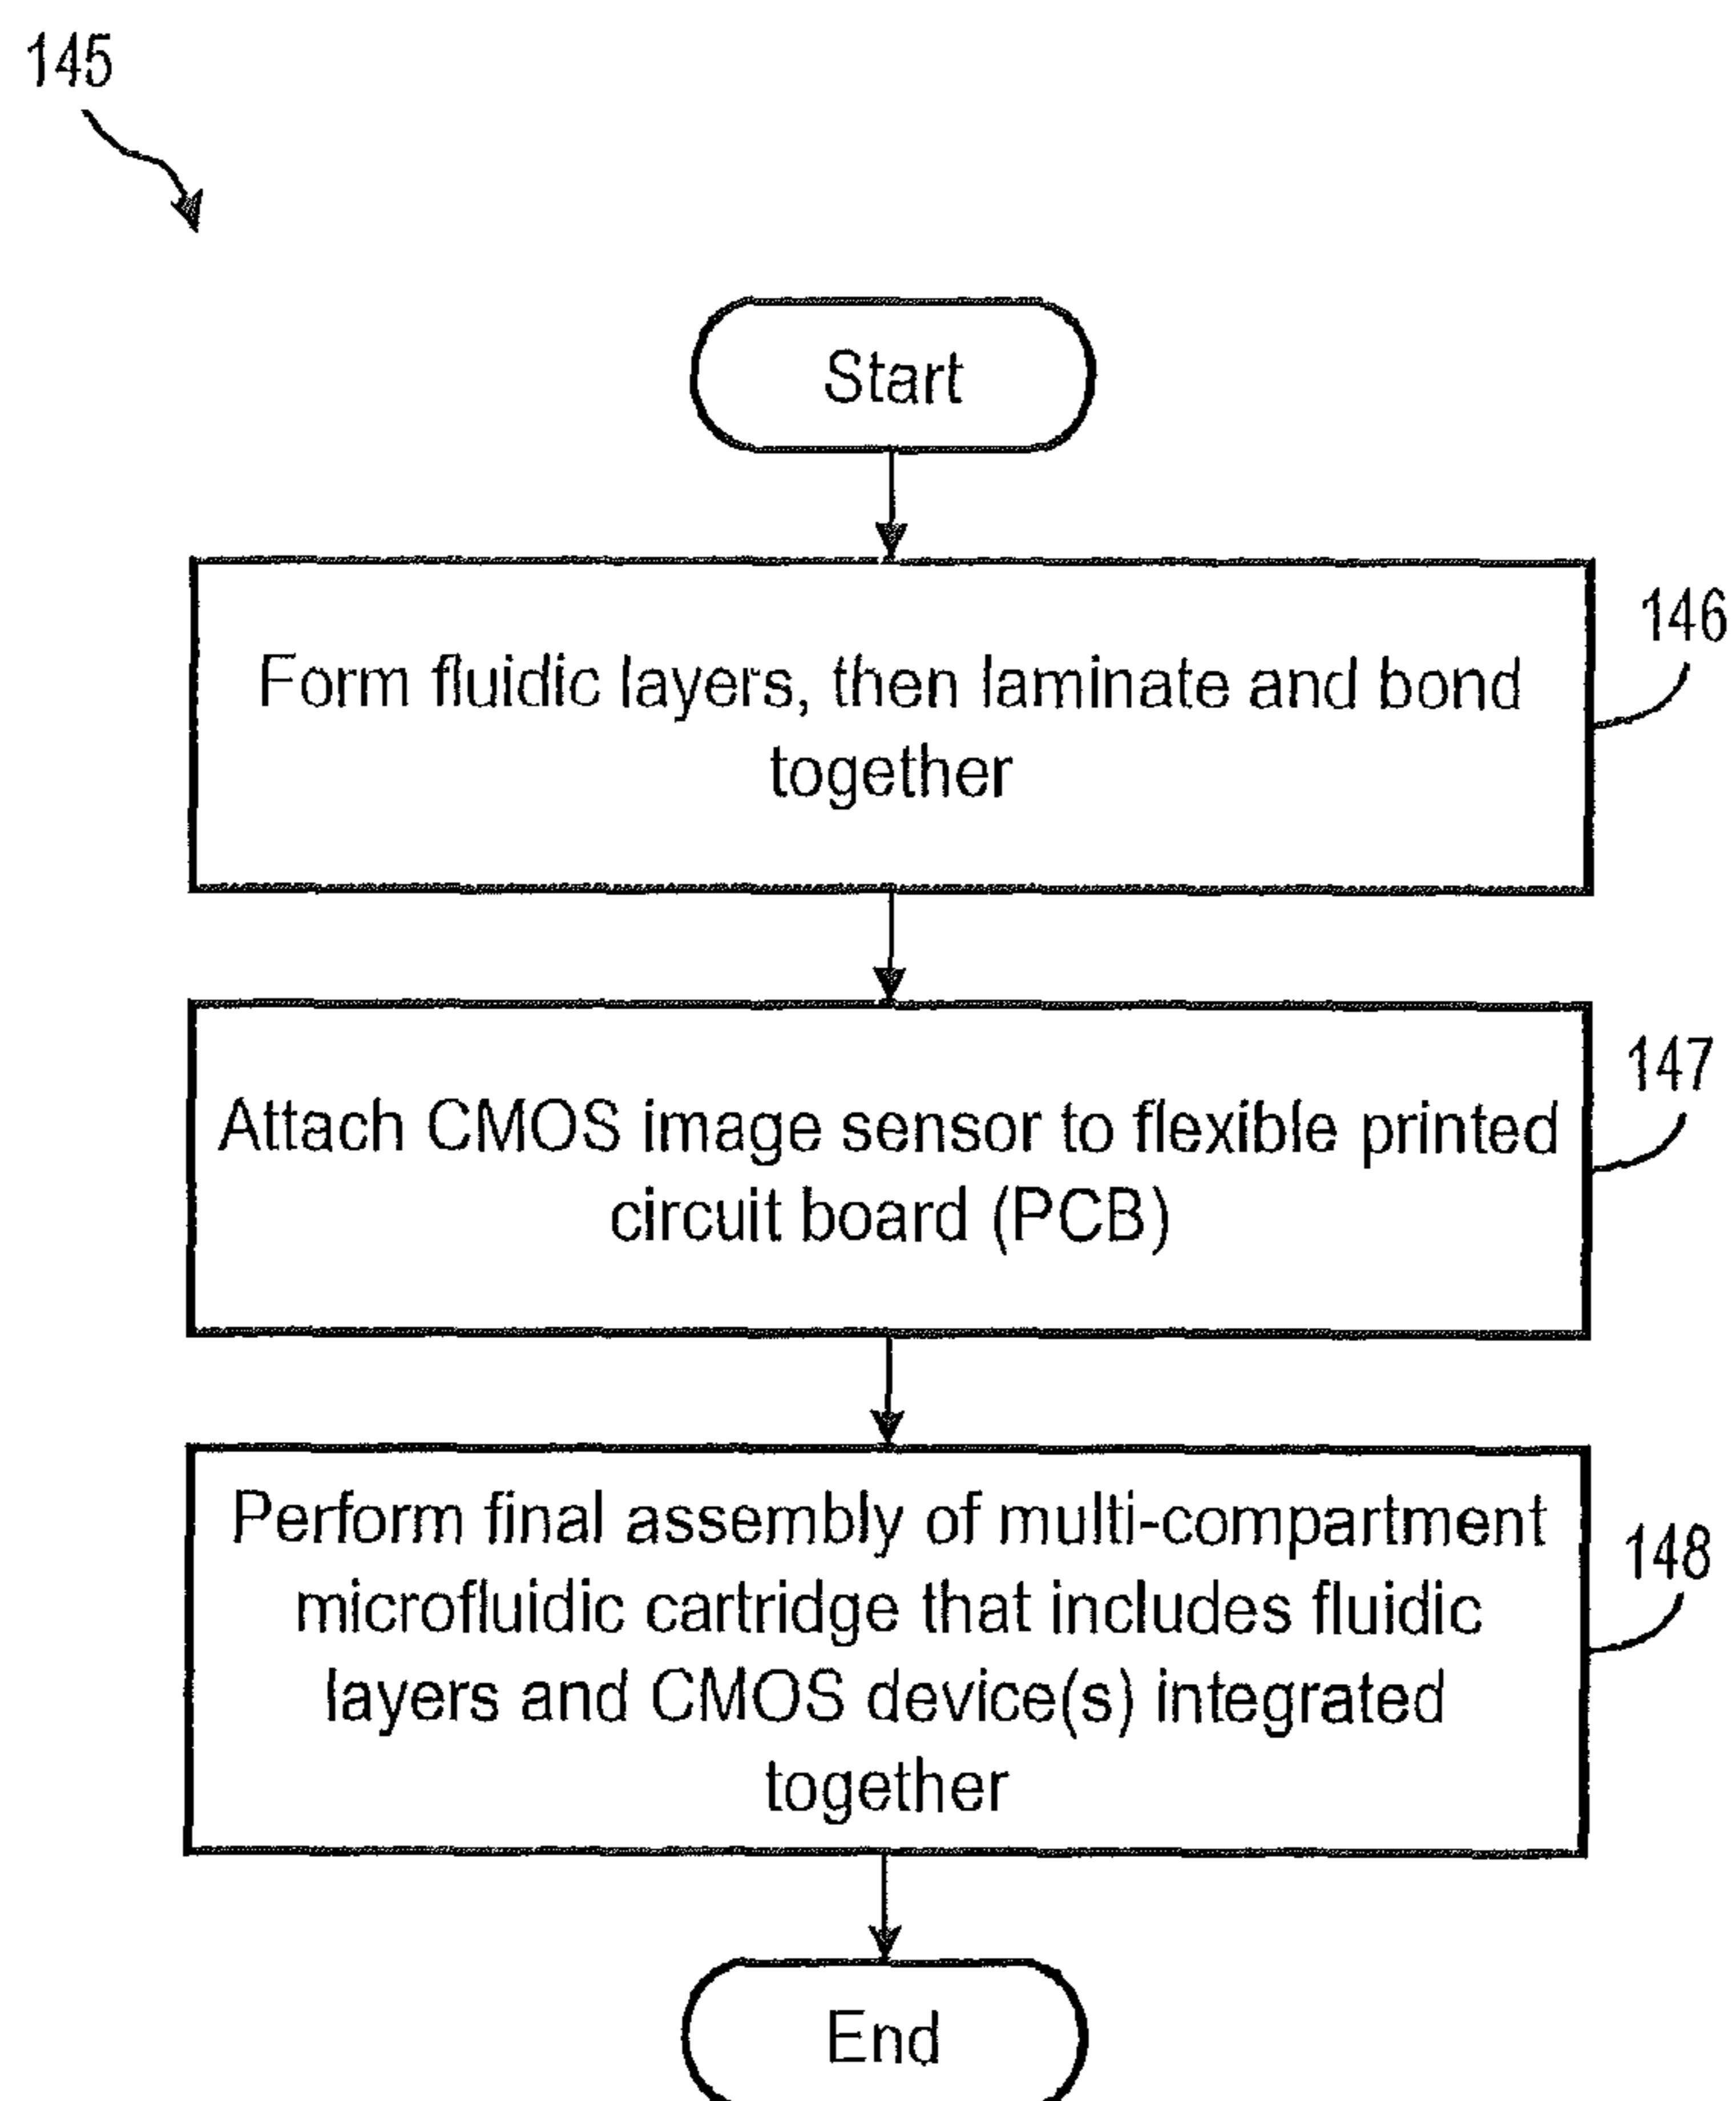 145
Start
Form fluidic layers, then laminate and bond
together
146
Attach CMOS image sensor to flexible printed
circuit board (PCB)
147
Perform final assembly of multi-compartment
microfluidic cartridge that includes fluidic
layers and CMOS device(s) integrated
together
148
End